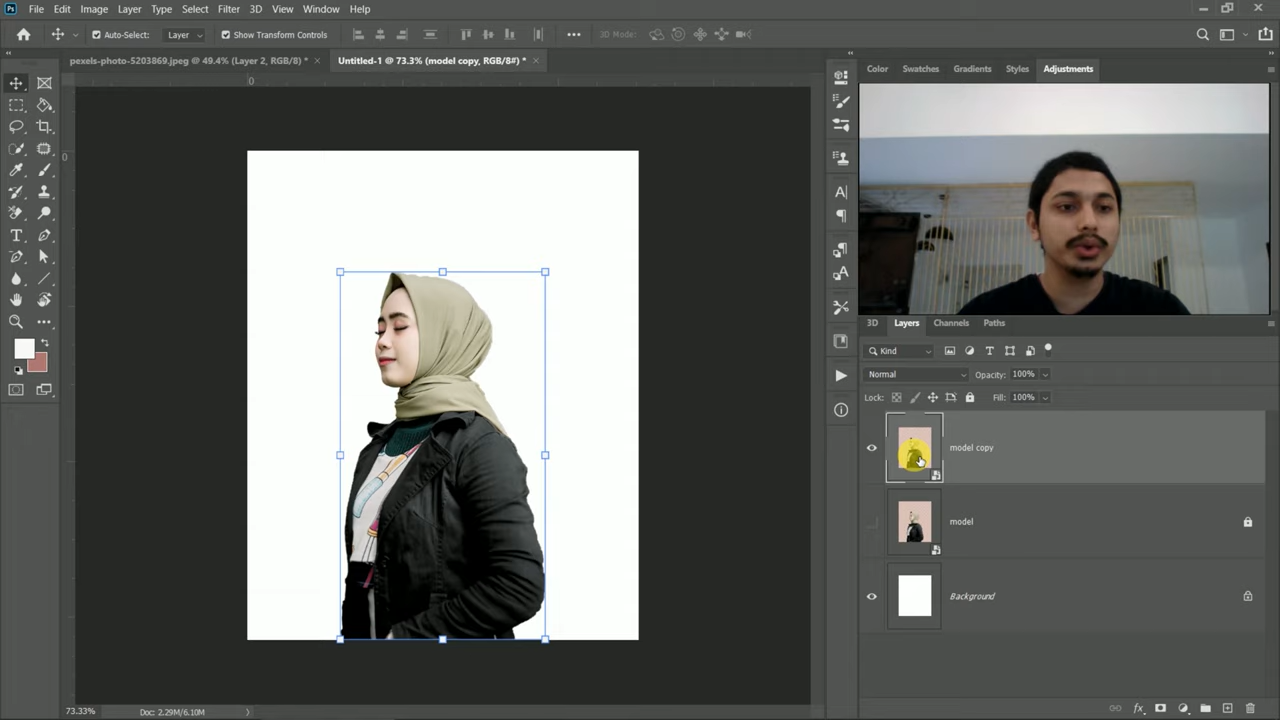 Ps File Edit Image Layer Type Select Filter 3D View Window Help
Auto-Select: Layer Show Transform Controls 3D Mode:
pexels-photo-5203869.jpeg @ 49.4% (Layer 2, RGB/8) * Untitled-1 @ 73.3% (model copy, RGB/8#) *
Color Swatches Gradients Styles Adjustments
0
0
3D Layers Channels Paths
Kind
Normal Opacity: 100%
Lock: Fill: 100%
model copy
model
Background
73.33% Doc: 2.29M/6.10M